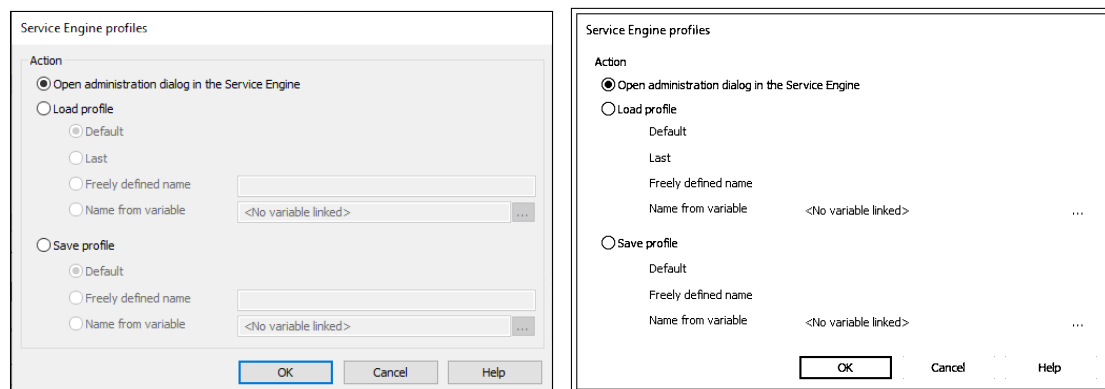 Service Engine profiles
Action
Open administration dialog in the Service Engine
Load profile
Default
Last
Freely defined name
Name from variable <No variable linked> ...
Save profile
Default
Freely defined name
Name from variable <No variable linked> ...
OK Cancel Help
Service Engine profiles
Action
Open administration dialog in the Service Engine
Load profile
Default
Last
Freely defined name
Name from variable <No variable linked> ...
Save profile
Default
Freely defined name
Name from variable <No variable linked> ...
OK Cancel Help